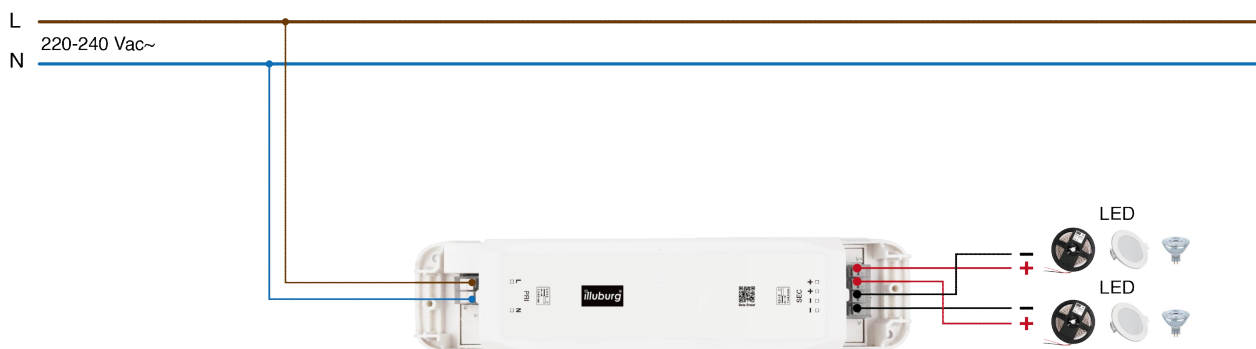 L
220-240 Vac~
N
LED
− +
LED
− +
L
PRI
N
illuburg
SEC
+ + − −